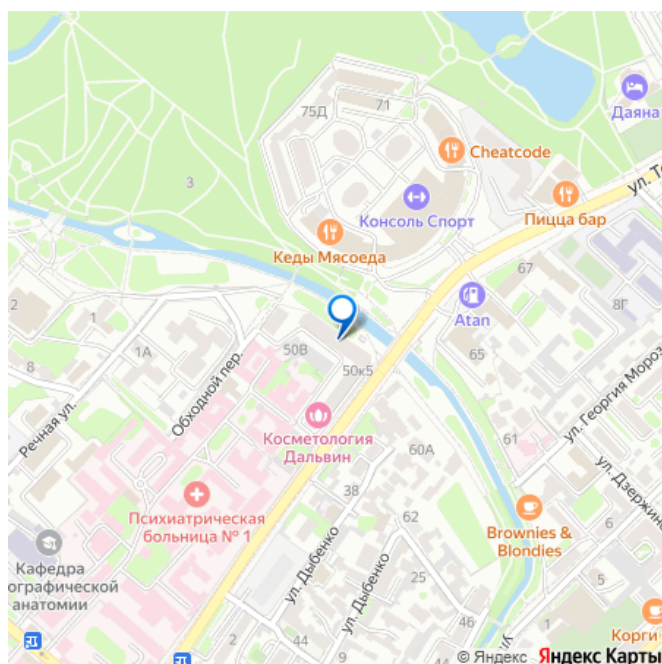 75Д
71
Даяна
Cheatcode
3
ул. Т
Консоль Спорт
Пицца бар
Кеды Мясоеда
67
Atan
8Г
2
1А
50В
65
8
50к5
Обходной пер.
ул. Георгия Мороз
Речная ул.
Косметология
Дальвин
61
60А
ул. Дзержинс
38
Психиатрическая
больница № 1
62
Brownies &
Blondies
6
Кафедра
ографической
анатомии
ул. Дыбенко
ул. Дыбенко
25
5
1
46
Корги
2
44
9
© Яндекс Яндекс Карты